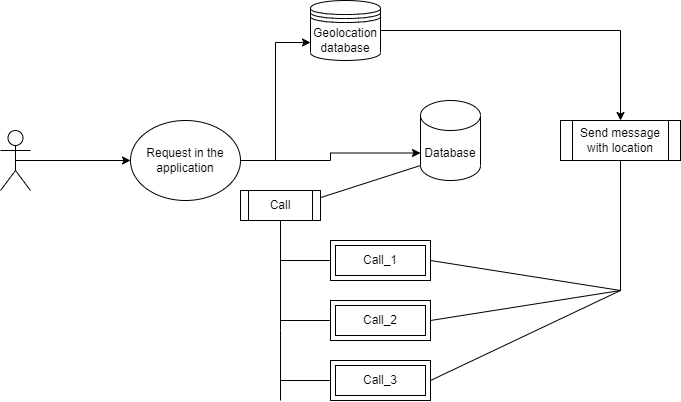 Geolocation
database
Send message
with location
Request in the
application
Database
Call
Call_1
Call_2
Call_3